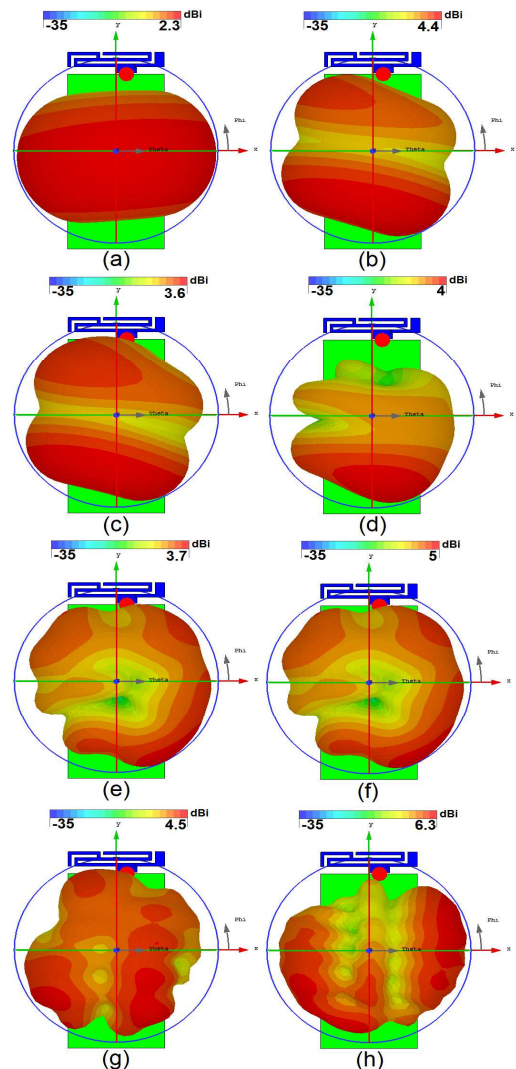 dBi
-35 2.3
y
Phi
Theta x
(a)
dBi
-35 4.4
y
Phi
Theta x
(b)
dBi
-35 3.6
y
Phi
Theta x
(c)
dBi
-35 4
y
Phi
Theta x
(d)
dBi
-35 3.7
y
Phi
Theta x
(e)
dBi
-35 5
y
Phi
Theta x
(f)
dBi
-35 4.5
y
Phi
Theta x
(g)
dBi
-35 6.3
y
Phi
Theta x
(h)